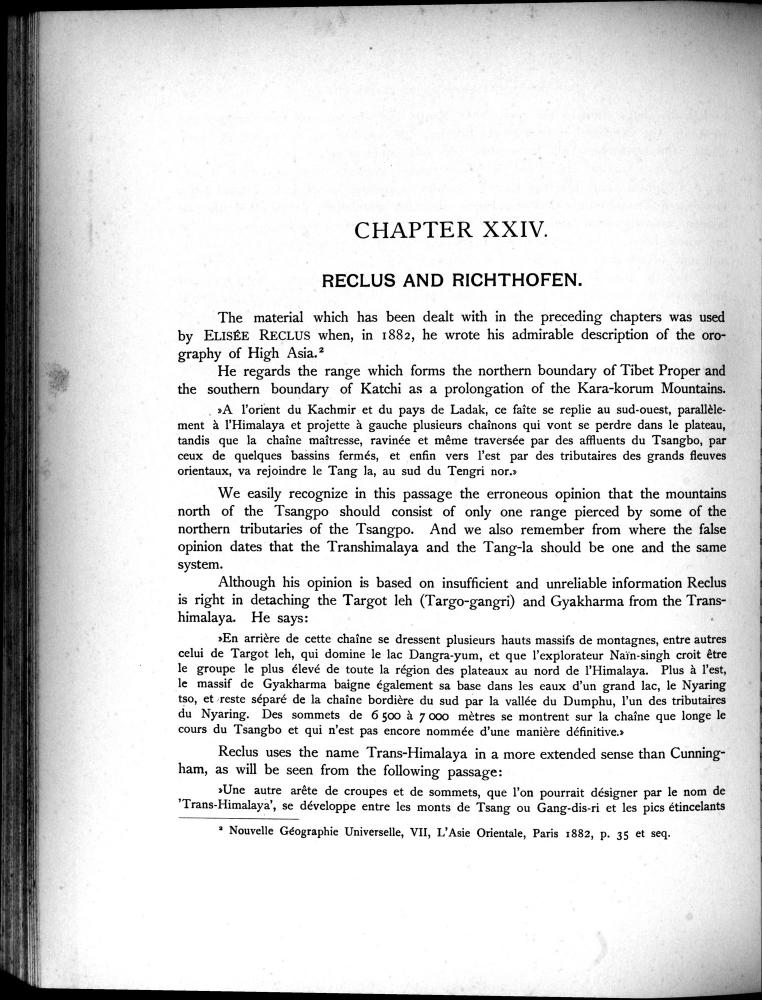 CHAPTER XXIV.
RECLUS AND RICHTHOFEN.
The material which has been dealt with in the preceding chapters was used
by ELISÉE RECLUS when, in 1882, he wrote his admirable description of the oro-
graphy of High Asia.²
He regards the range which forms the northern boundary of Tibet Proper and
the southern boundary of Katchi as a prolongation of the Kara-korum Mountains.
»A l'orient du Kachmir et du pays de Ladak, ce faîte se replie au sud-ouest, parallèle-
ment à l'Himalaya et projette à gauche plusieurs chaînons qui vont se perdre dans le plateau,
tandis que la chaîne maîtresse, ravinée et même traversée par des affluents du Tsangbo, par
ceux de quelques bassins fermés, et enfin vers l'est par des tributaires des grands fleuves
orientaux, va rejoindre le Tang la, au sud du Tengri nor.»
We easily recognize in this passage the erroneous opinion that the mountains
north of the Tsangpo should consist of only one range pierced by some of the
northern tributaries of the Tsangpo. And we also remember from where the false
opinion dates that the Transhimalaya and the Tang-la should be one and the same
system.
Although his opinion is based on insufficient and unreliable information Reclus
is right in detaching the Targot leh (Targo-gangri) and Gyakharma from the Trans-
himalaya. He says:
»En arrière de cette chaîne se dressent plusieurs hauts massifs de montagnes, entre autres
celui de Targot leh, qui domine le lac Dangra-yum, et que l'explorateur Naïn-singh croit être
le groupe le plus élevé de toute la région des plateaux au nord de l'Himalaya. Plus à l'est,
le massif de Gyakharma baigne également sa base dans les eaux d'un grand lac, le Nyaring
tso, et reste séparé de la chaîne bordière du sud par la vallée du Dumphu, l'un des tributaires
du Nyaring. Des sommets de 6 500 à 7 000 mètres se montrent sur la chaîne que longe le
cours du Tsangbo et qui n'est pas encore nommée d'une manière définitive.»
Reclus uses the name Trans-Himalaya in a more extended sense than Cunning-
ham, as will be seen from the following passage:
»Une autre arête de croupes et de sommets, que l'on pourrait désigner par le nom de
'Trans-Himalaya', se développe entre les monts de Tsang ou Gang-dis-ri et les pics étincelants
² Nouvelle Géographie Universelle, VII, L'Asie Orientale, Paris 1882, p. 35 et seq.